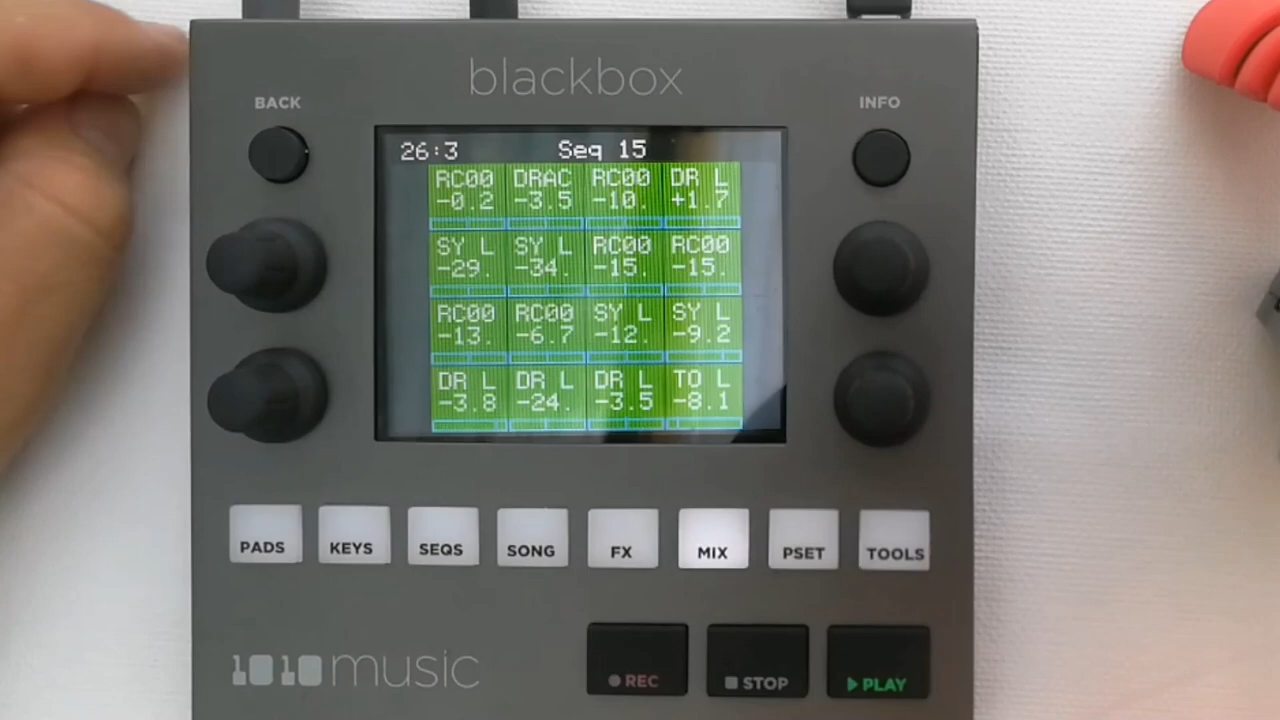 blackbox
BACK
INFO
26:3 Seq 15
RC00 DRAC RC00 DR L
-0.2 -3.5 -10. +1.7
SY L SY L RC00 RC00
-29. -34. -15. -15.
RC00 RC00 SY L SY L
-13. -6.7 -12. -9.2
DR L DR L DR L TO L
-3.8 -24. -3.5 -8.1
PADS KEYS SEQS SONG FX MIX PSET TOOLS
1010music
REC STOP PLAY